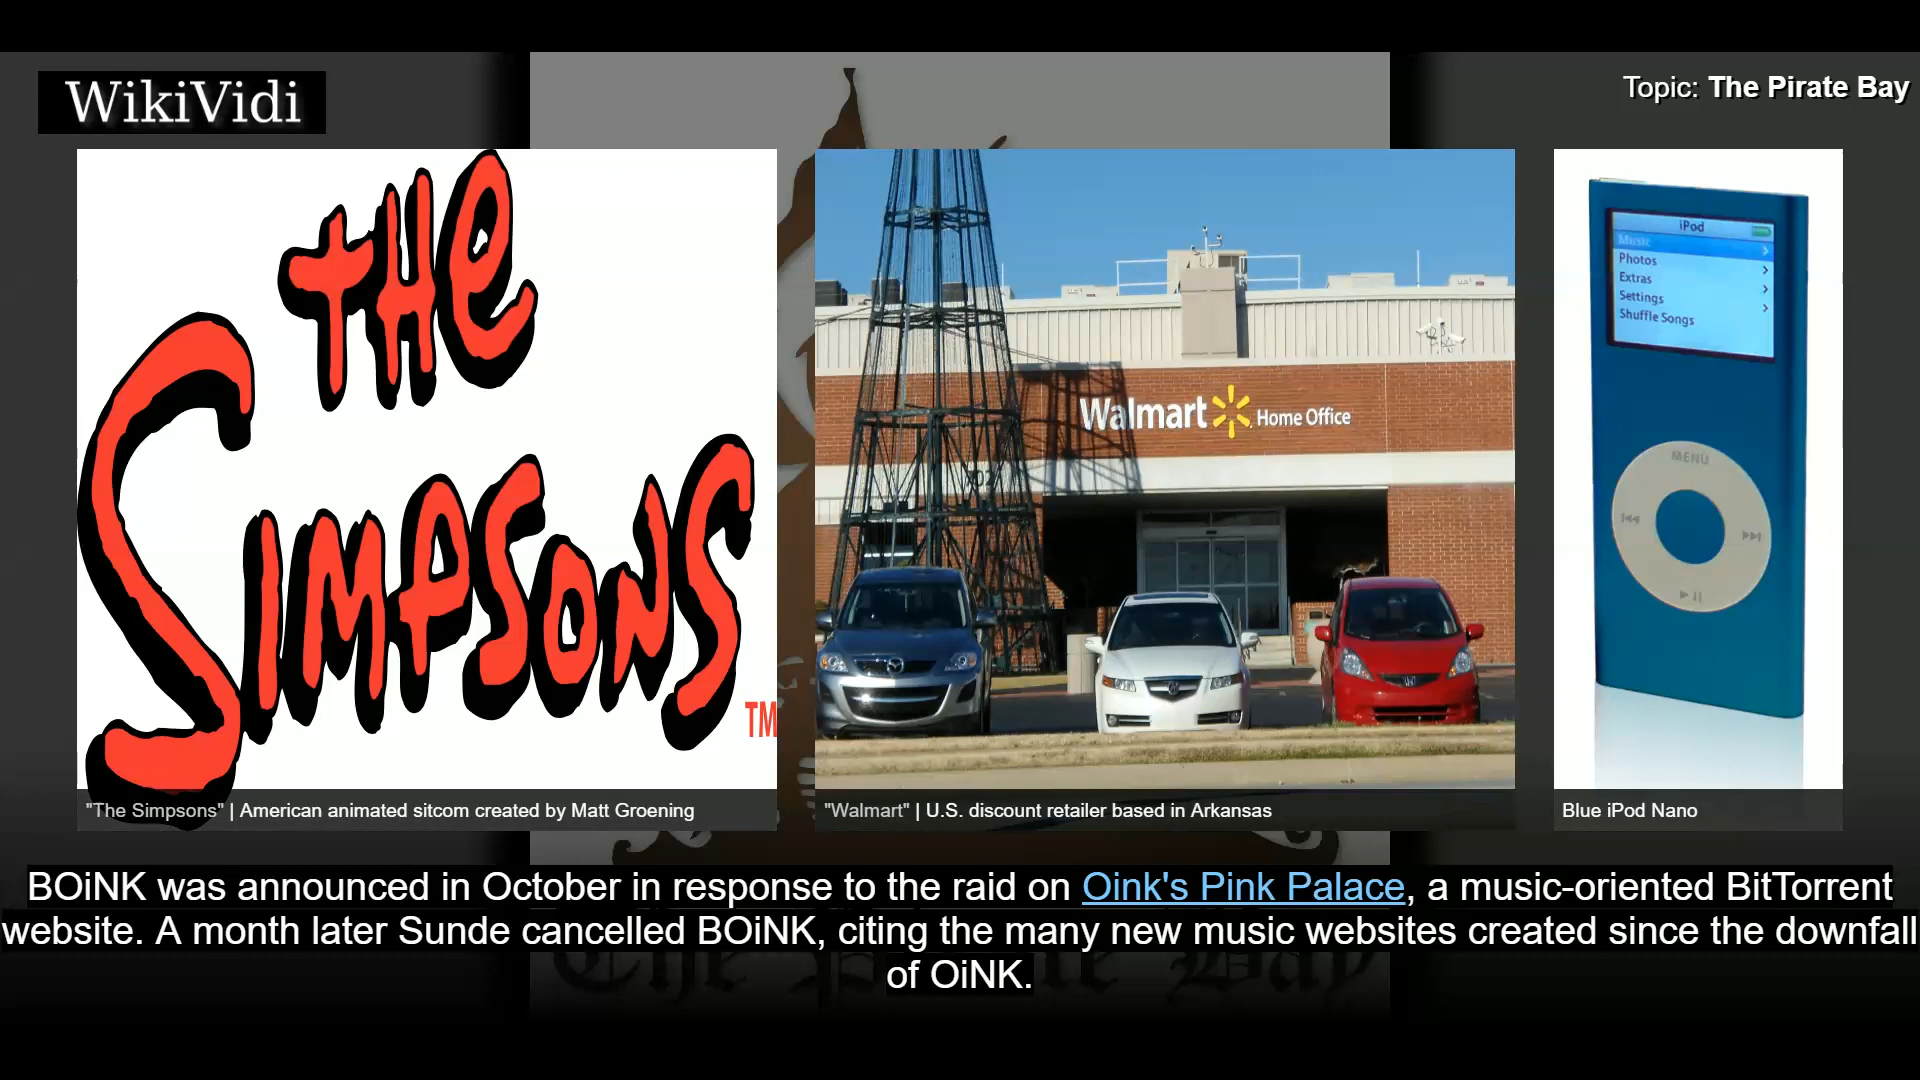 WikiVidi
Topic: The Pirate Bay
THE
SIMPSONS
TM
Walmart Home Office
iPod
Music
Photos
Extras
Settings
Shuffle Songs
MENU
"The Simpsons" | American animated sitcom created by Matt Groening
"Walmart" | U.S. discount retailer based in Arkansas
Blue iPod Nano
BOiNK was announced in October in response to the raid on Oink's Pink Palace, a music-oriented BitTorrent
website. A month later Sunde cancelled BOiNK, citing the many new music websites created since the downfall
of OiNK.
The Bay